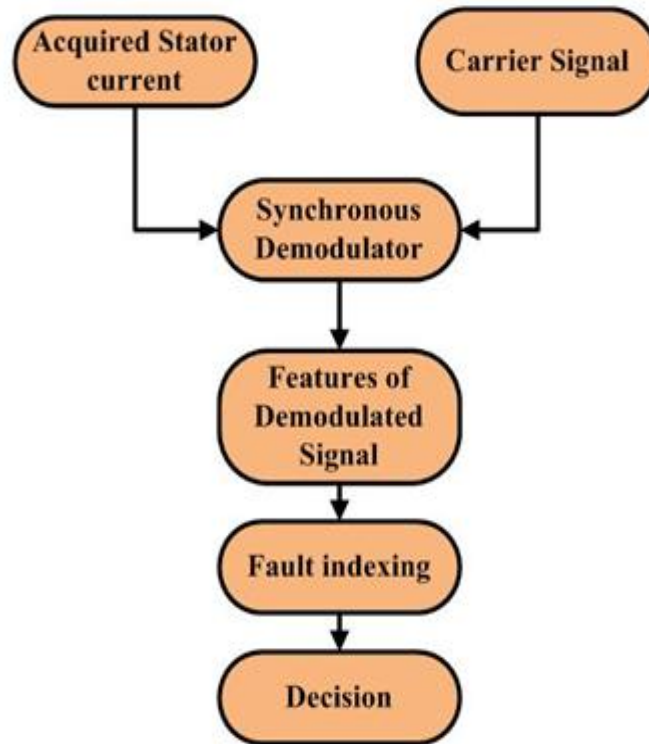 Acquired Stator
current
Carrier Signal
Synchronous
Demodulator
Features of
Demodulated
Signal
Fault indexing
Decision